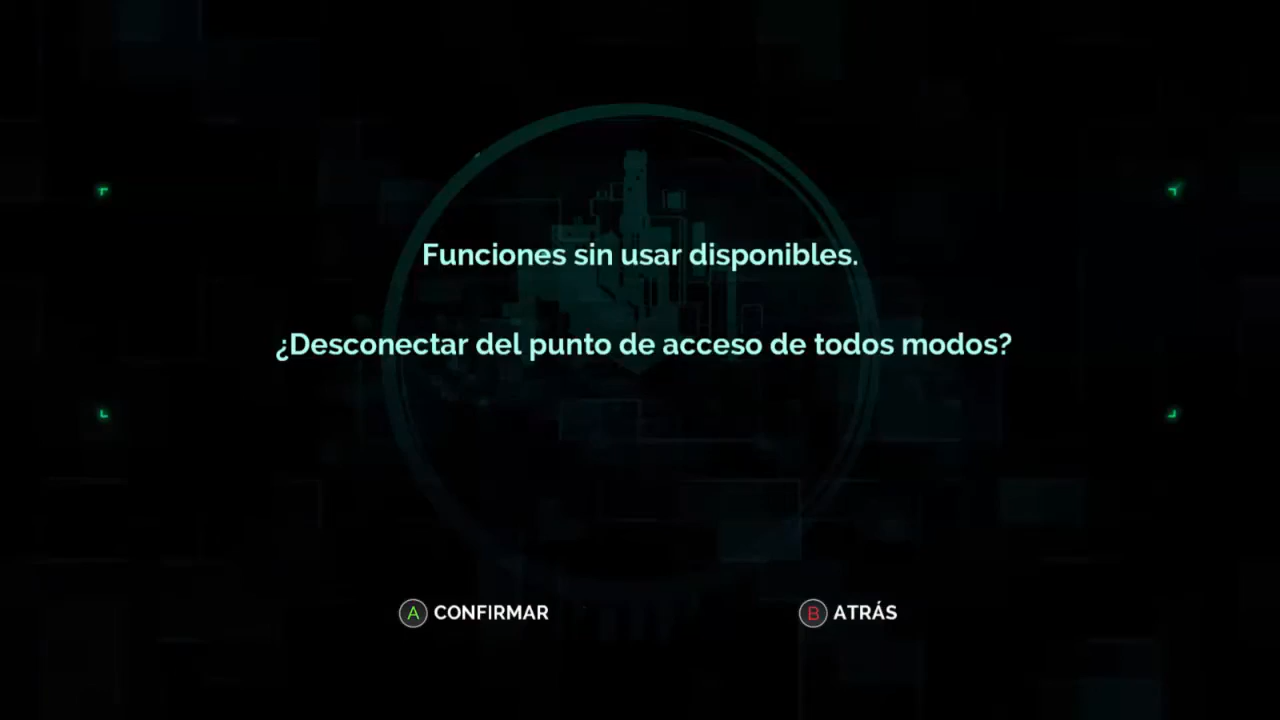 Funciones sin usar disponibles.
¿Desconectar del punto de acceso de todos modos?
A CONFIRMAR
B ATRÁS